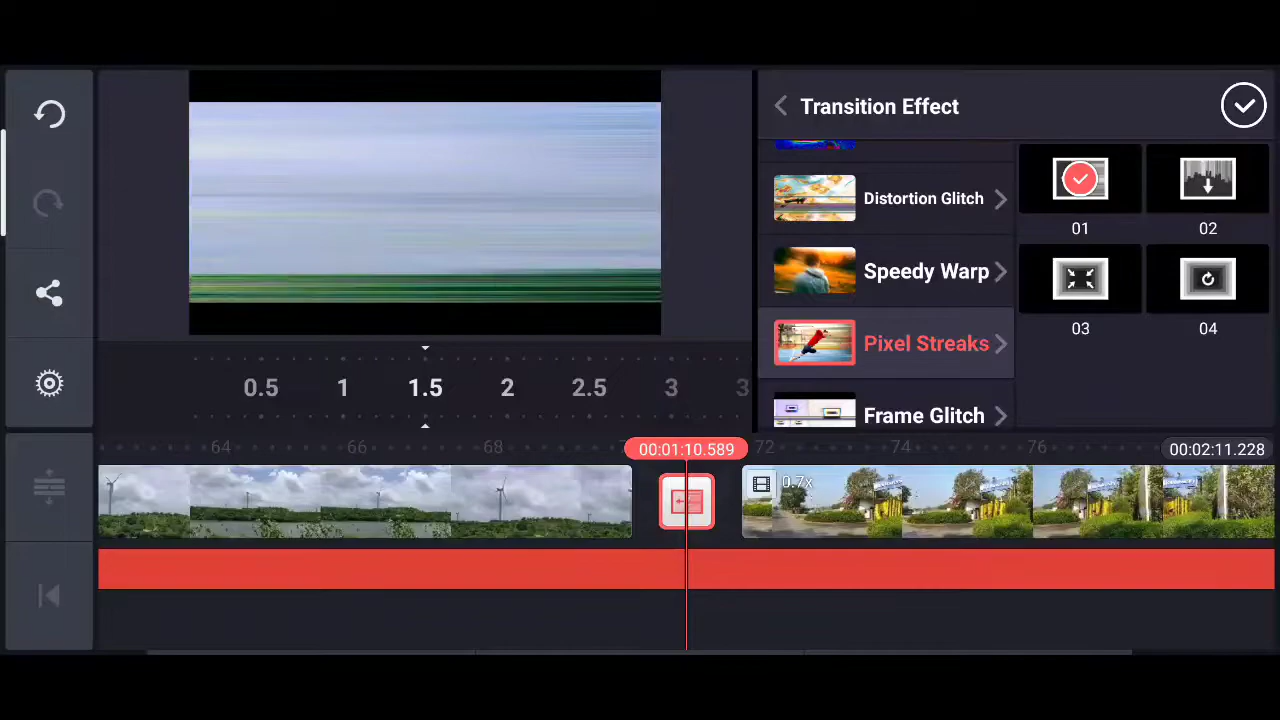 Transition Effect
Distortion Glitch
01
02
Speedy Warp
Pixel Streaks
03
04
0.5 1 1.5 2 2.5 3 3
Frame Glitch
64 66 68 00:01:10.589 72 74 76 00:02:11.228
0.7x